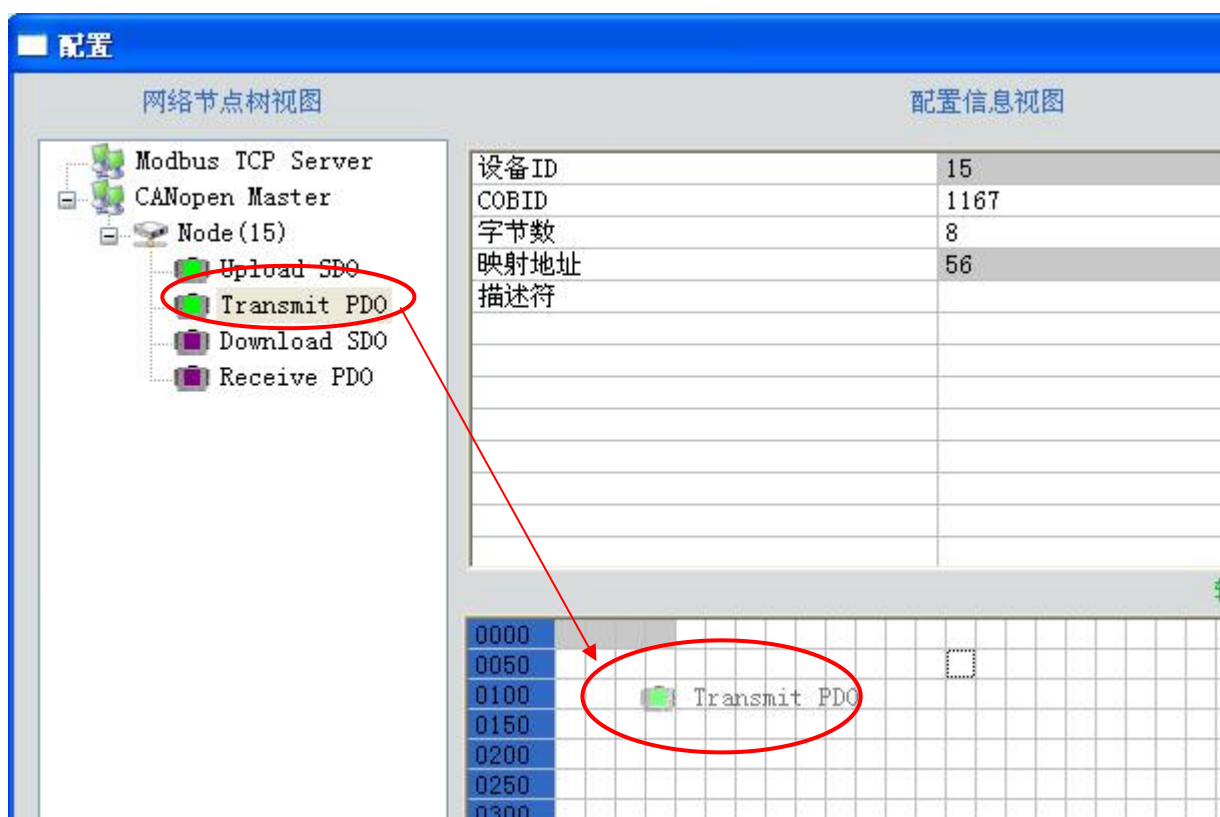 配置
网络节点树视图
配置信息视图
Modbus TCP Server
CANopen Master
Node(15)
Upload SDO
Transmit PDO
Download SDO
Receive PDO
设备ID 15
COBID 1167
字节数 8
映射地址 56
描述符
0000
0050
0100 Transmit PDO
0150
0200
0250
0300